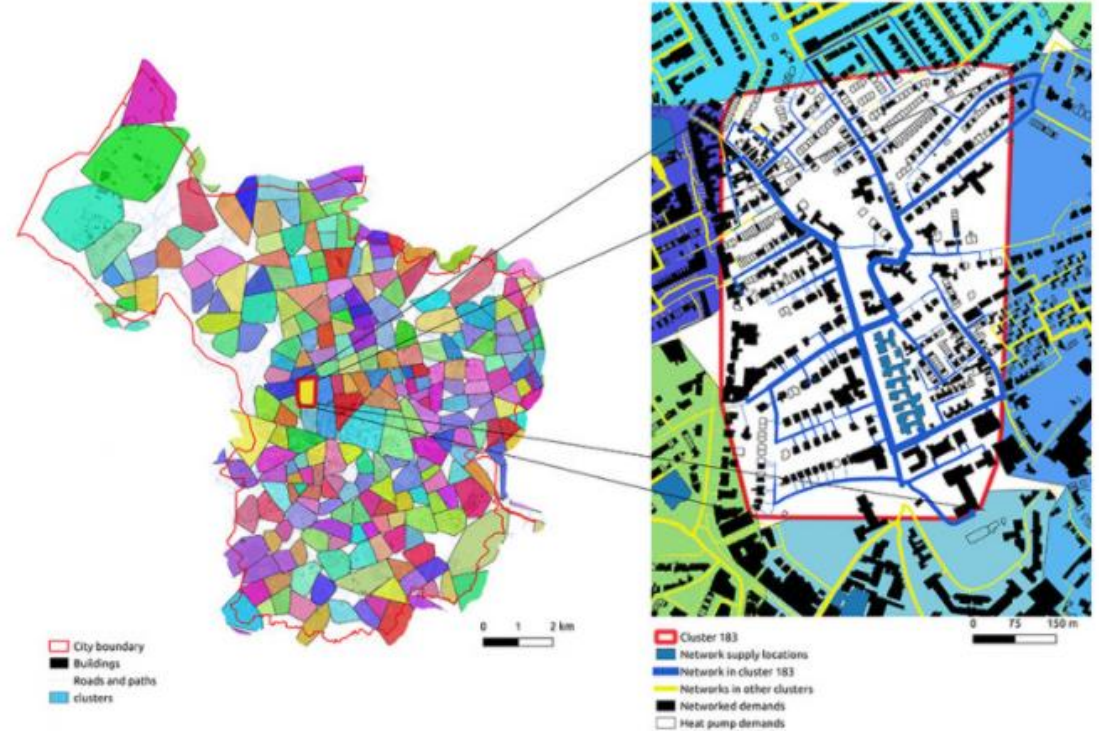 0 1 2 km
City boundary
Buildings
Roads and paths
clusters
0 75 150 m
Cluster 183
Network supply locations
Network in cluster 183
Networks in other clusters
Networked demands
Heat pump demands